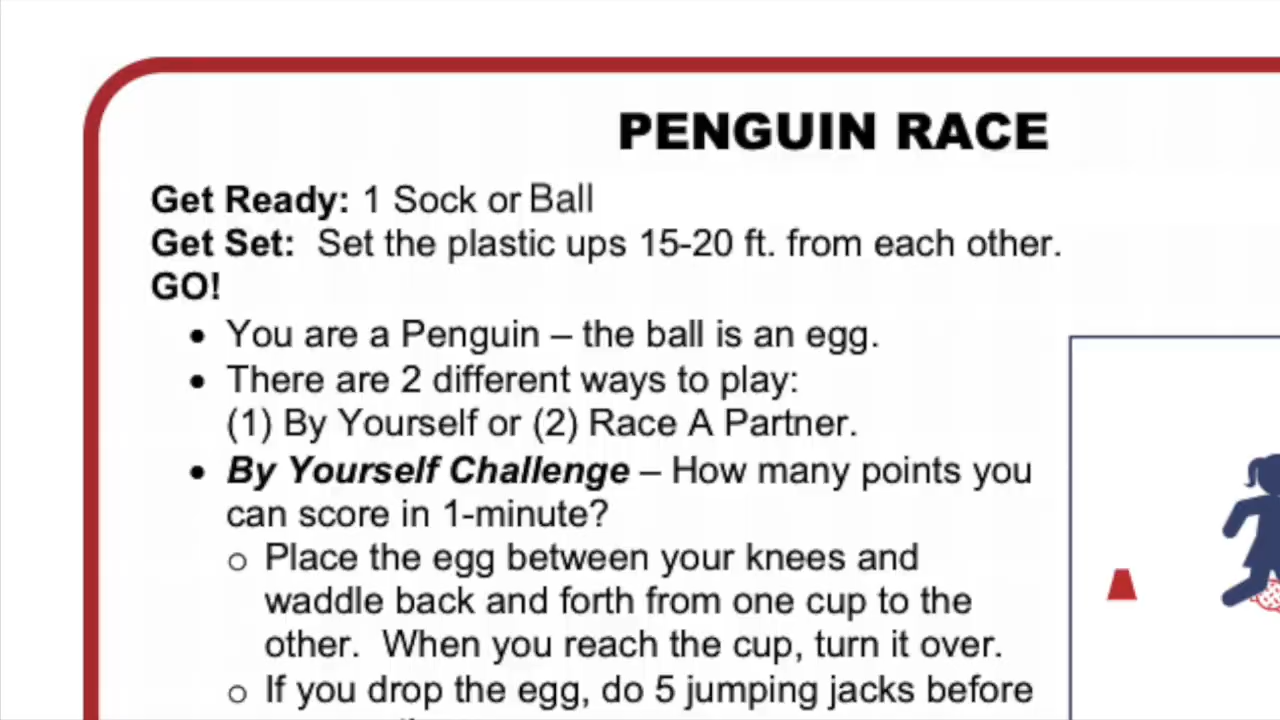 PENGUIN RACE
Get Ready: 1 Sock or Ball
Get Set: Set the plastic ups 15-20 ft. from each other.
GO!
• You are a Penguin – the ball is an egg.
• There are 2 different ways to play:
(1) By Yourself or (2) Race A Partner.
• By Yourself Challenge – How many points you
can score in 1-minute?
o Place the egg between your knees and
waddle back and forth from one cup to the
other. When you reach the cup, turn it over.
o If you drop the egg, do 5 jumping jacks before